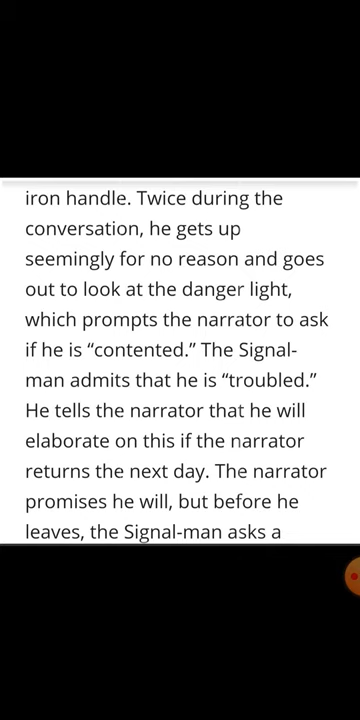 iron handle. Twice during the
conversation, he gets up
seemingly for no reason and goes
out to look at the danger light,
which prompts the narrator to ask
if he is “contented.” The Signal-
man admits that he is “troubled.”
He tells the narrator that he will
elaborate on this if the narrator
returns the next day. The narrator
promises he will, but before he
leaves, the Signal-man asks a